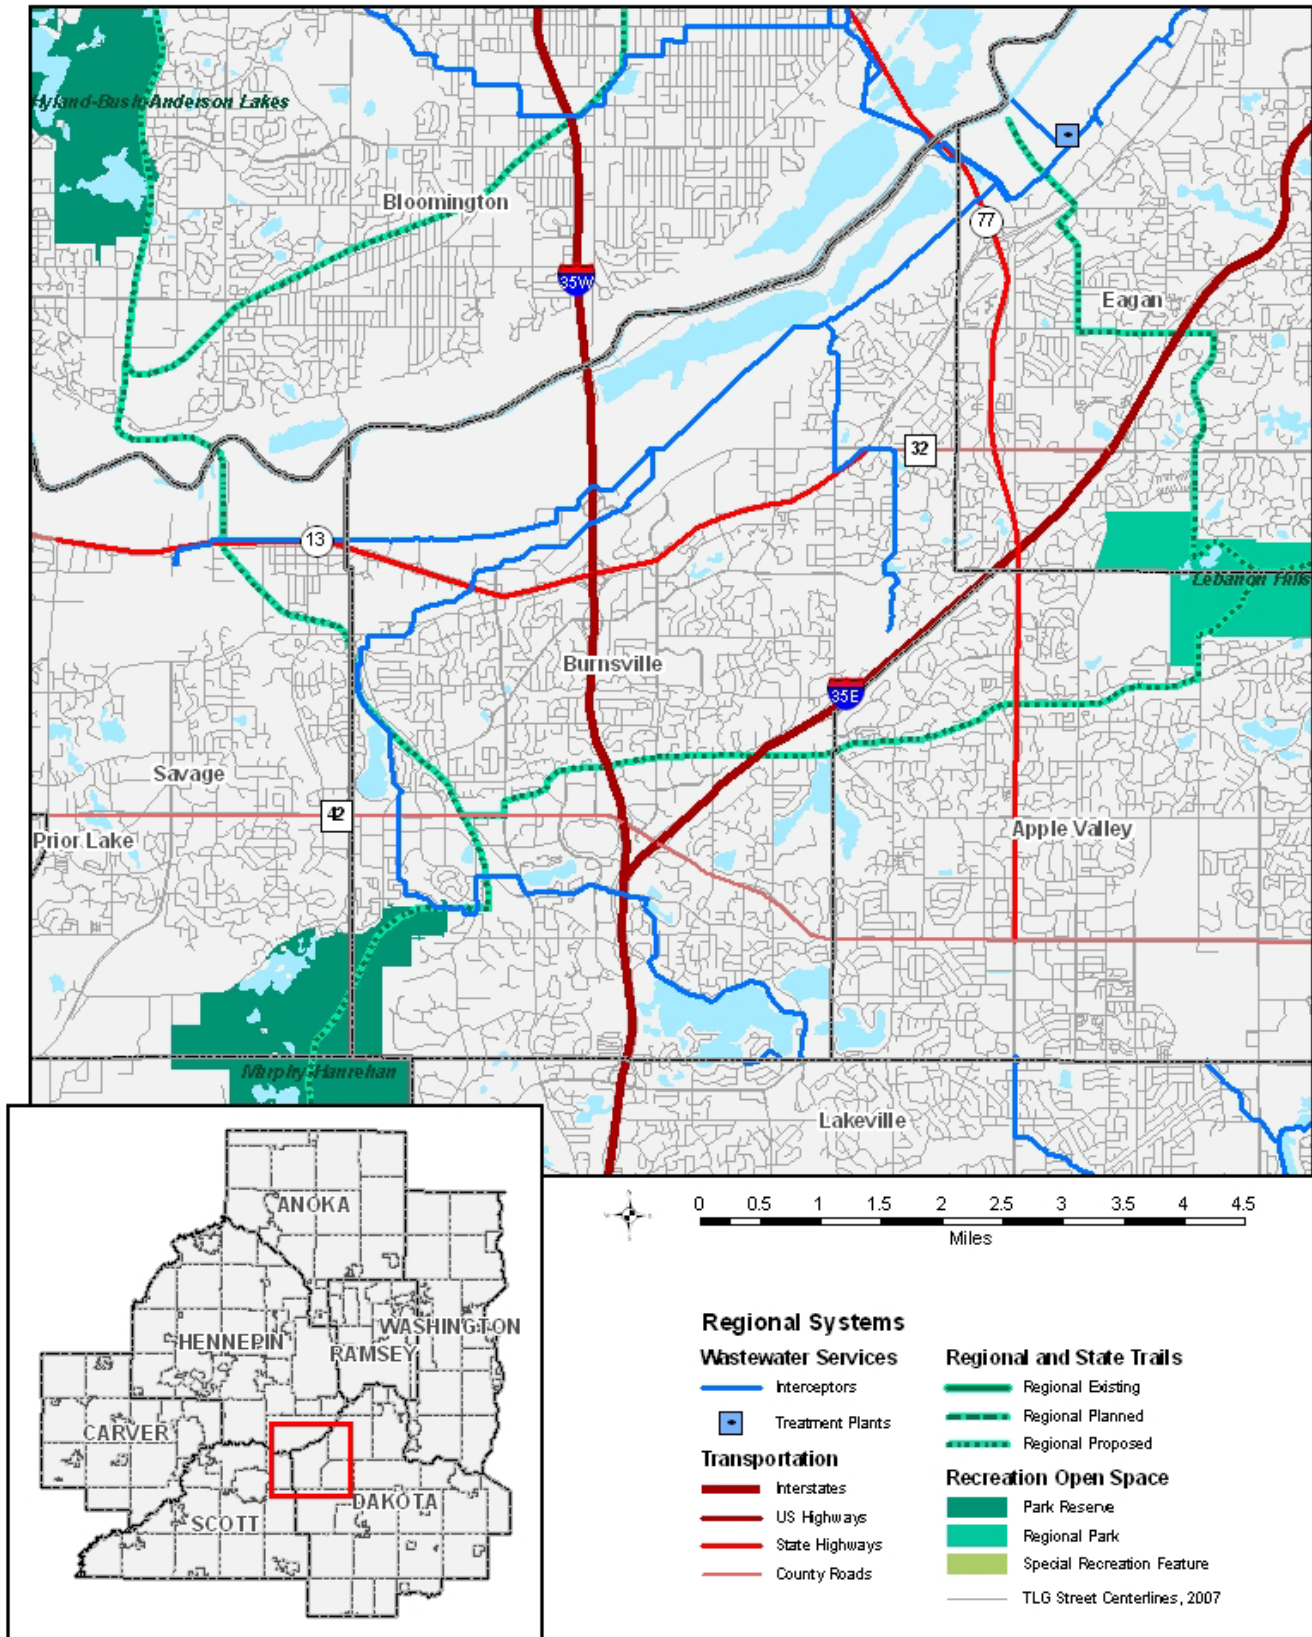 Hyland-Bush-Anderson Lakes
Bloomington
77
35W
Eagan
32
13
Lebanon Hills
Burnsville
35E
Savage
42
Apple Valley
Prior Lake
Murphy-Hanrehan
Lakeville
ANOKA
HENNEPIN
WASHINGTON
RAMSEY
CARVER
DAKOTA
SCOTT
0 0.5 1 1.5 2 2.5 3 3.5 4 4.5
Miles
Regional Systems
Wastewater Services
Interceptors
Treatment Plants
Transportation
Interstates
US Highways
State Highways
County Roads
Regional and State Trails
Regional Existing
Regional Planned
Regional Proposed
Recreation Open Space
Park Reserve
Regional Park
Special Recreation Feature
TLG Street Centerlines, 2007